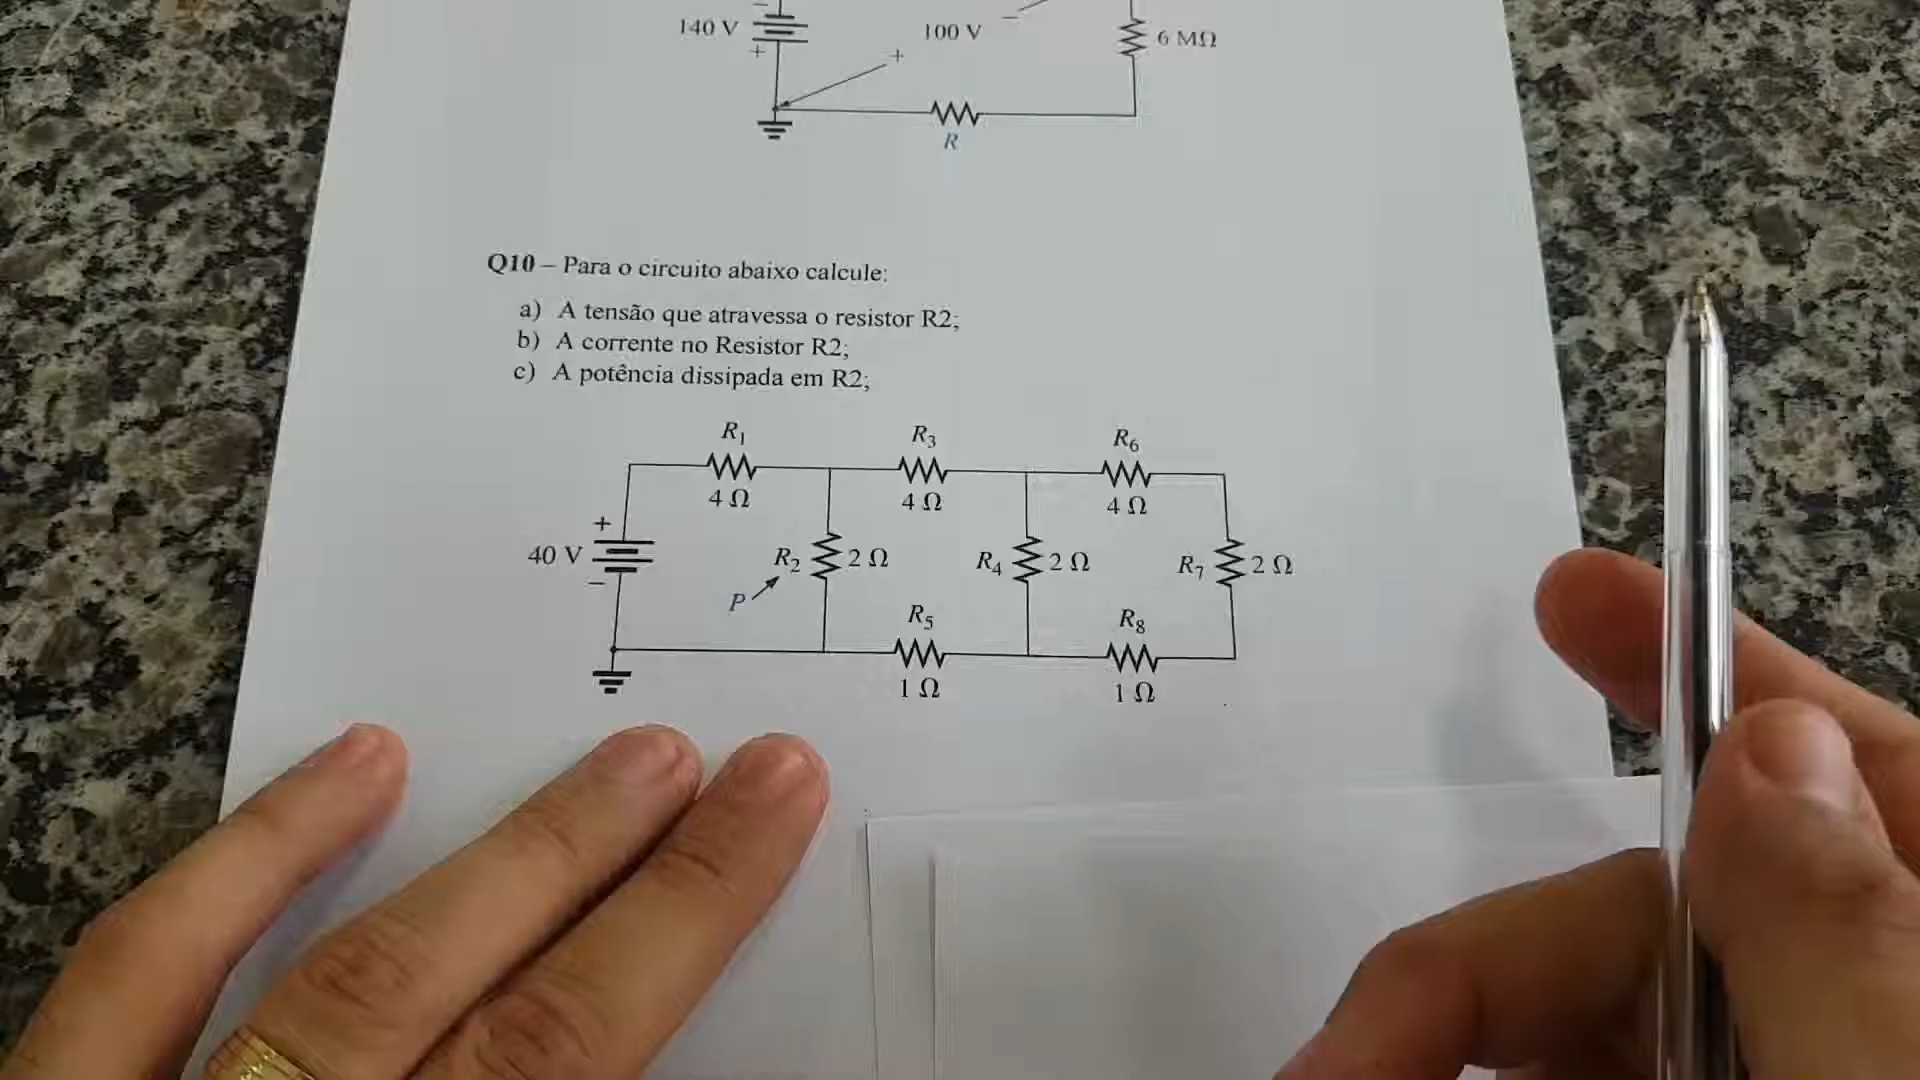 140 V
+
100 V
+
−
6 MΩ
R
Q10 – Para o circuito abaixo calcule:
a) A tensão que atravessa o resistor R2;
b) A corrente no Resistor R2;
c) A potência dissipada em R2;
R₁
4 Ω
R₃
4 Ω
R₆
4 Ω
+
40 V
−
R₂
2 Ω
P
R₄
2 Ω
R₇
2 Ω
R₅
1 Ω
R₈
1 Ω